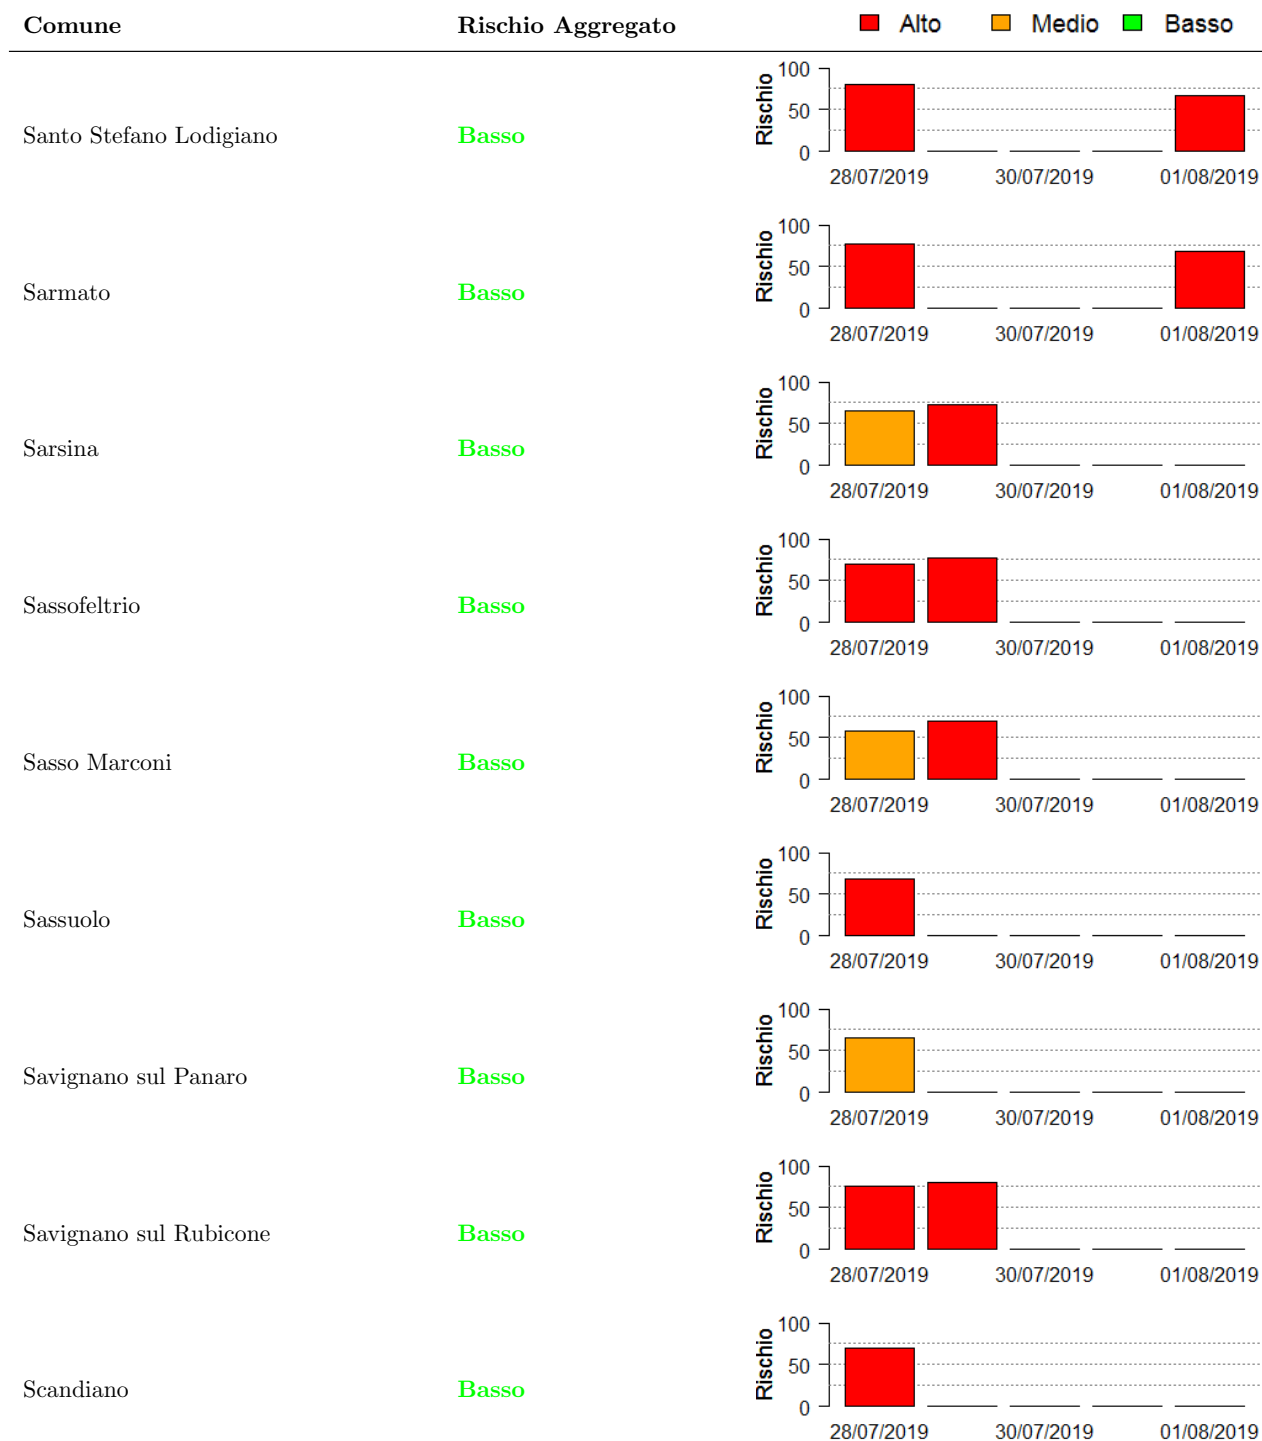 Comune Rischio Aggregato Alto Medio Basso
100
50
0
Rischio
Santo Stefano Lodigiano Basso
28/07/2019 30/07/2019 01/08/2019
100
50
0
Rischio
Sarmato Basso
28/07/2019 30/07/2019 01/08/2019
100
50
0
Rischio
Sarsina Basso
28/07/2019 30/07/2019 01/08/2019
100
50
0
Rischio
Sassofeltrio Basso
28/07/2019 30/07/2019 01/08/2019
100
50
0
Rischio
Sasso Marconi Basso
28/07/2019 30/07/2019 01/08/2019
100
50
0
Rischio
Sassuolo Basso
28/07/2019 30/07/2019 01/08/2019
100
50
0
Rischio
Savignano sul Panaro Basso
28/07/2019 30/07/2019 01/08/2019
100
50
0
Rischio
Savignano sul Rubicone Basso
28/07/2019 30/07/2019 01/08/2019
100
50
0
Rischio
Scandiano Basso
28/07/2019 30/07/2019 01/08/2019